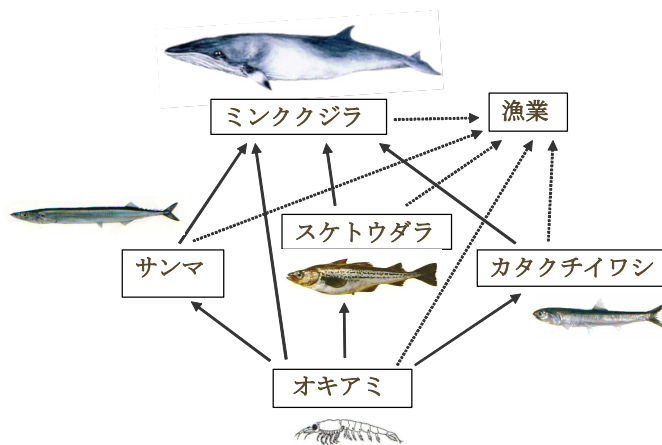 ミンククジラ
漁業
スケトウダラ
サンマ
カタクチイワシ
オキアミ